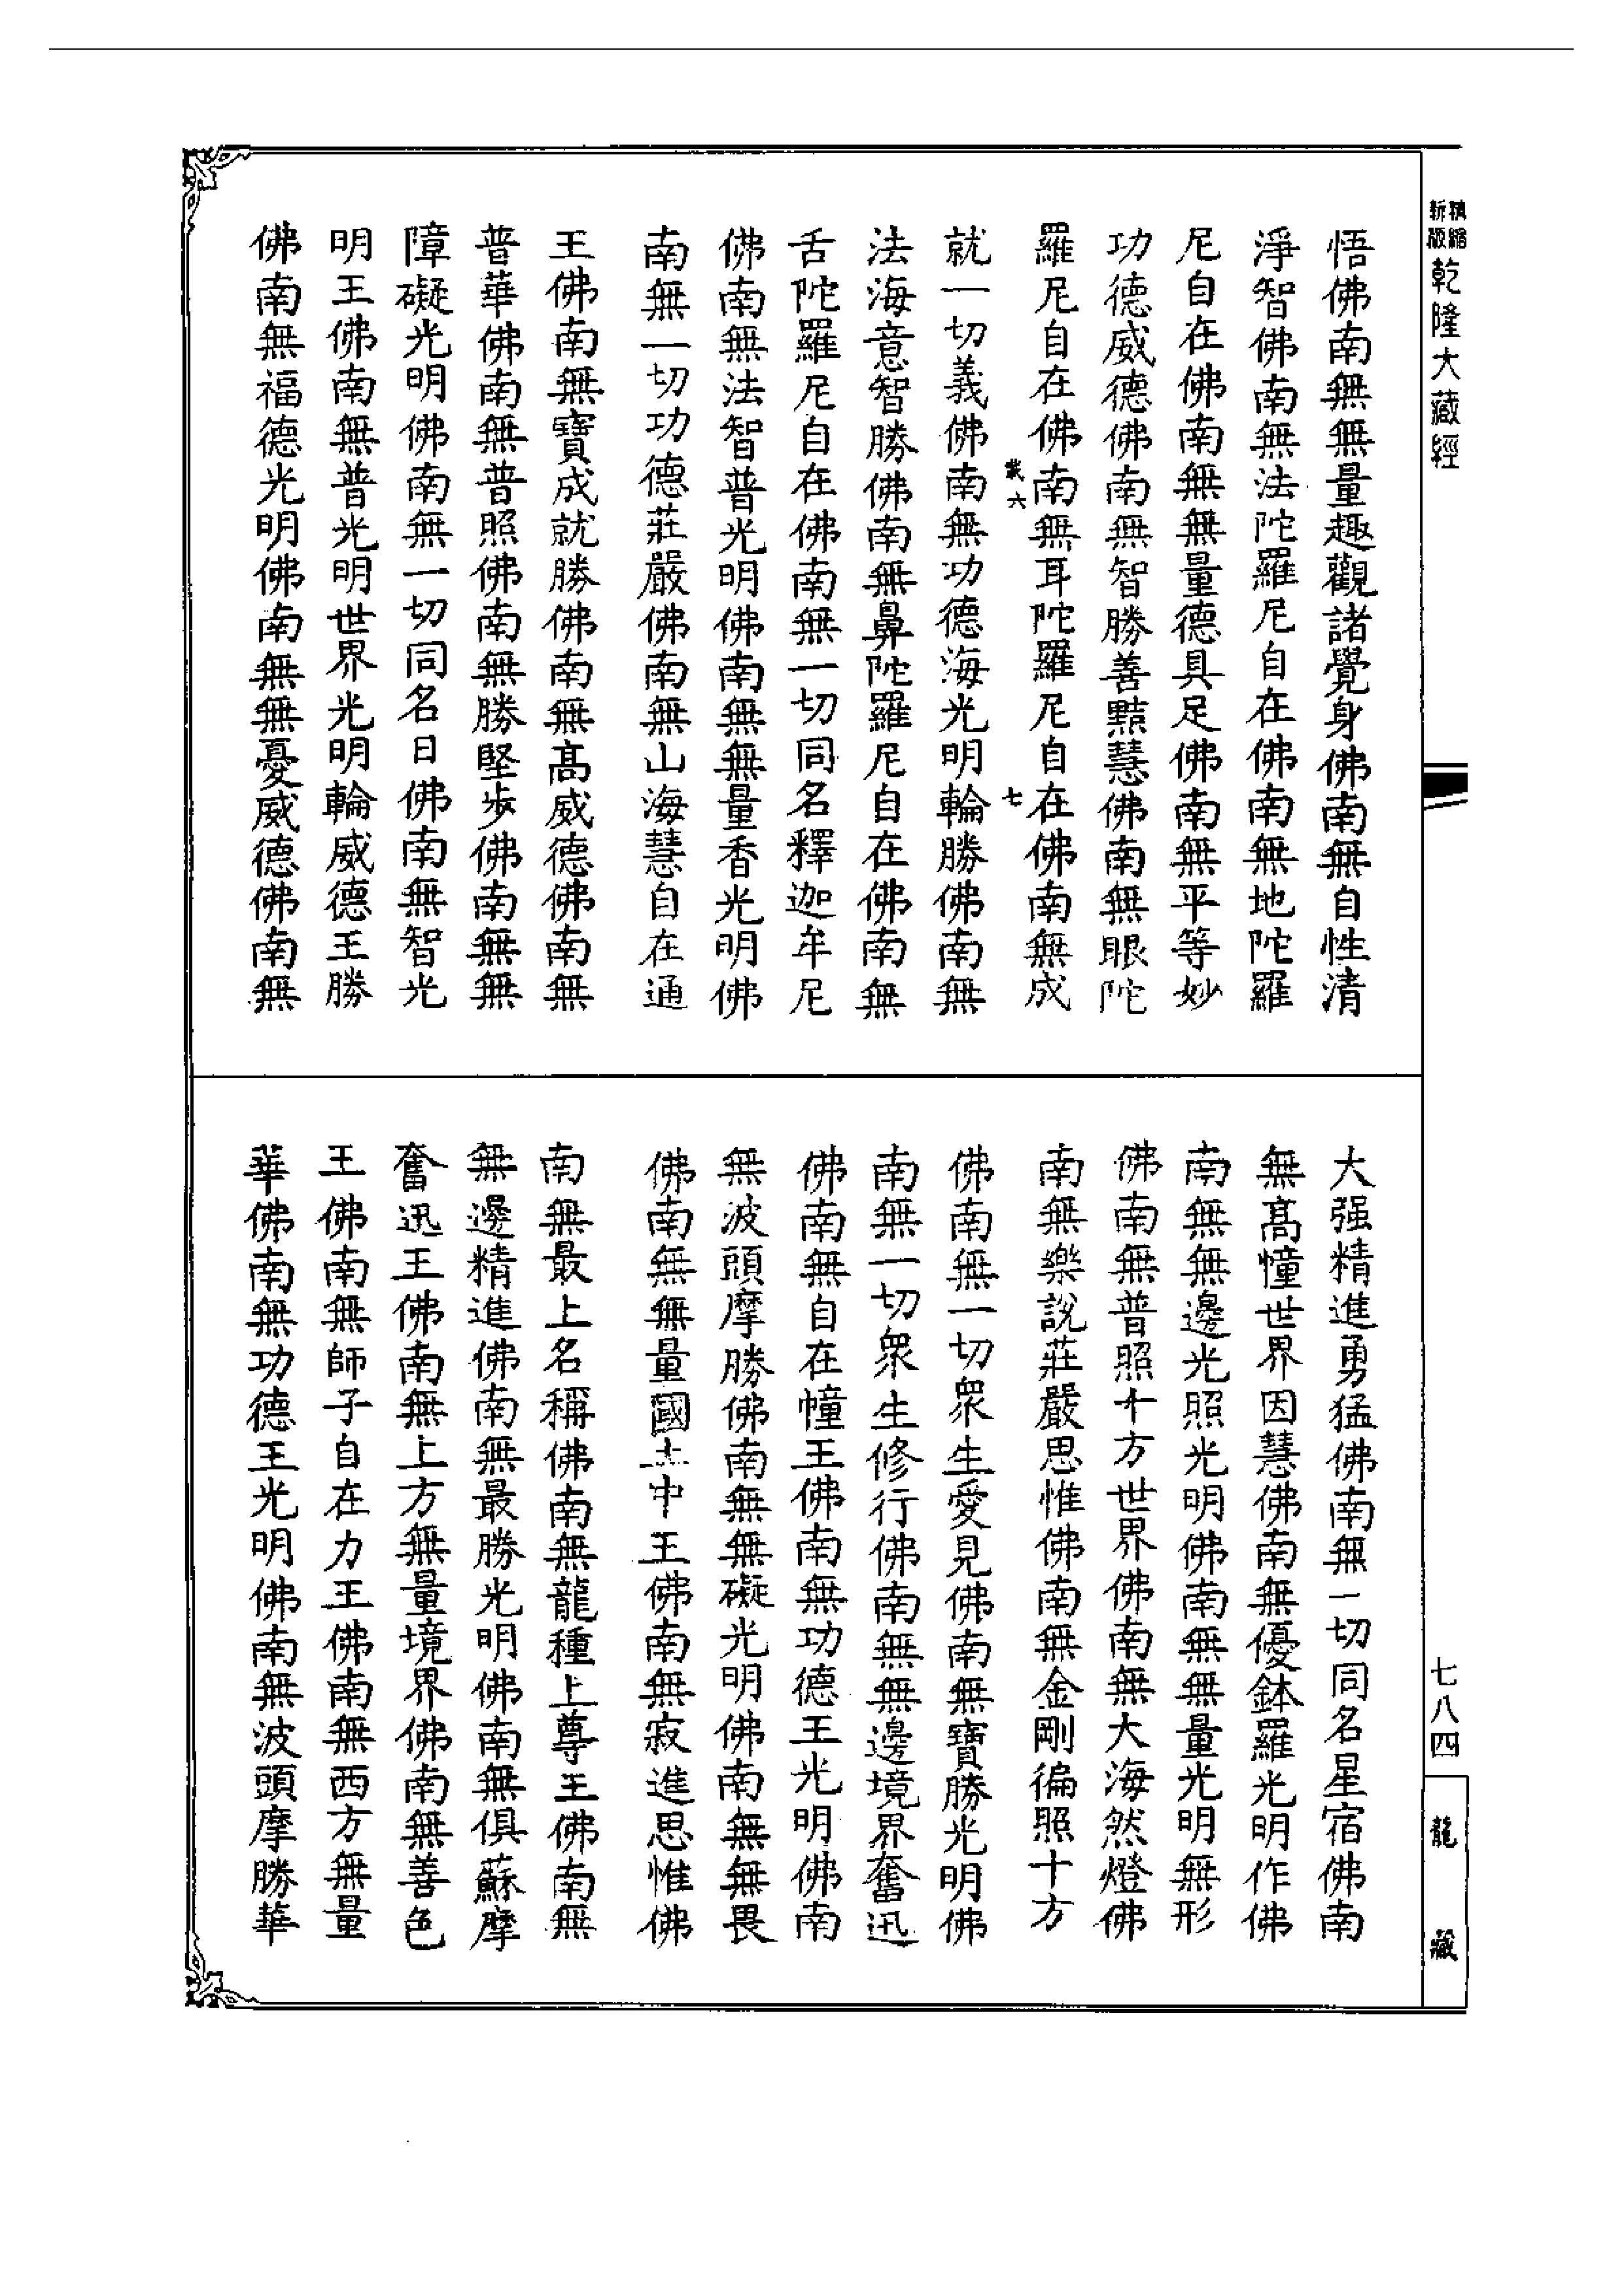 精縮
新版
乾隆大藏經
悟佛南無無量趣觀諸覺身佛南無自性清
淨智佛南無法陀羅尼自在佛南無地陀羅
尼自在佛南無無量德具足佛南無平等妙
功德威德佛南無智勝善黠慧佛南無眼陀
羅尼自在佛南無耳陀羅尼自在佛南無成
六
七
就一切義佛南無功德海光明輪勝佛南無
法海意智勝佛南無鼻陀羅尼自在佛南無
舌陀羅尼自在佛南無一切同名釋迦牟尼
佛南無法智普光明佛南無無量香光明佛
南無一切功德莊嚴佛南無山海慧自在通
王佛南無寶成就勝佛南無髙威德佛南無
普華佛南無普照佛南無勝堅步佛南無無
障礙光明佛南無一切同名日佛南無智光
明王佛南無普光明世界光明輪威德王勝
佛南無福德光明佛南無無憂威德佛南無
大强精進勇猛佛南無一切同名星宿佛南
無髙幢世界因慧佛南無優鉢羅光明作佛
南無無邊光照光明佛南無無量光明無形
佛南無普照十方世界佛南無大海然燈佛
南無樂說莊嚴思惟佛南無金剛徧照十方
佛南無一切眾生愛見佛南無寶勝光明佛
南無一切眾生修行佛南無無邊境界奮迅
佛南無自在幢王佛南無功德王光明佛南
無波頭摩勝佛南無無礙光明佛南無無畏
佛南無無量國土中王佛南無寂進思惟佛
南無最上名稱佛南無龍種上尊王佛南無
無邊精進佛南無最勝光明佛南無俱蘇摩
奮迅王佛南無上方無量境界佛南無善色
王佛南無師子自在力王佛南無西方無量
華佛南無功德王光明佛南無波頭摩勝華
七八四
龍藏